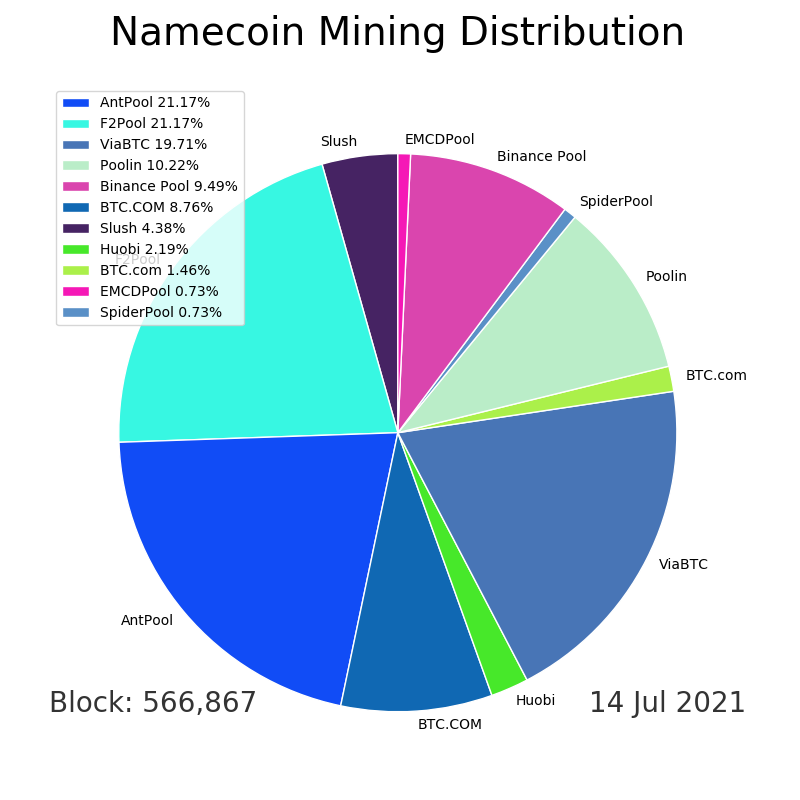 Namecoin Mining Distribution
AntPool 21.17%
F2Pool 21.17%
ViaBTC 19.71%
Poolin 10.22%
Binance Pool 9.49%
BTC.COM 8.76%
Slush 4.38%
Huobi 2.19%
BTC.com 1.46%
EMCDPool 0.73%
SpiderPool 0.73%
Slush
EMCDPool
Binance Pool
SpiderPool
F2Pool
Poolin
BTC.com
ViaBTC
AntPool
Huobi
BTC.COM
Block: 566,867
14 Jul 2021